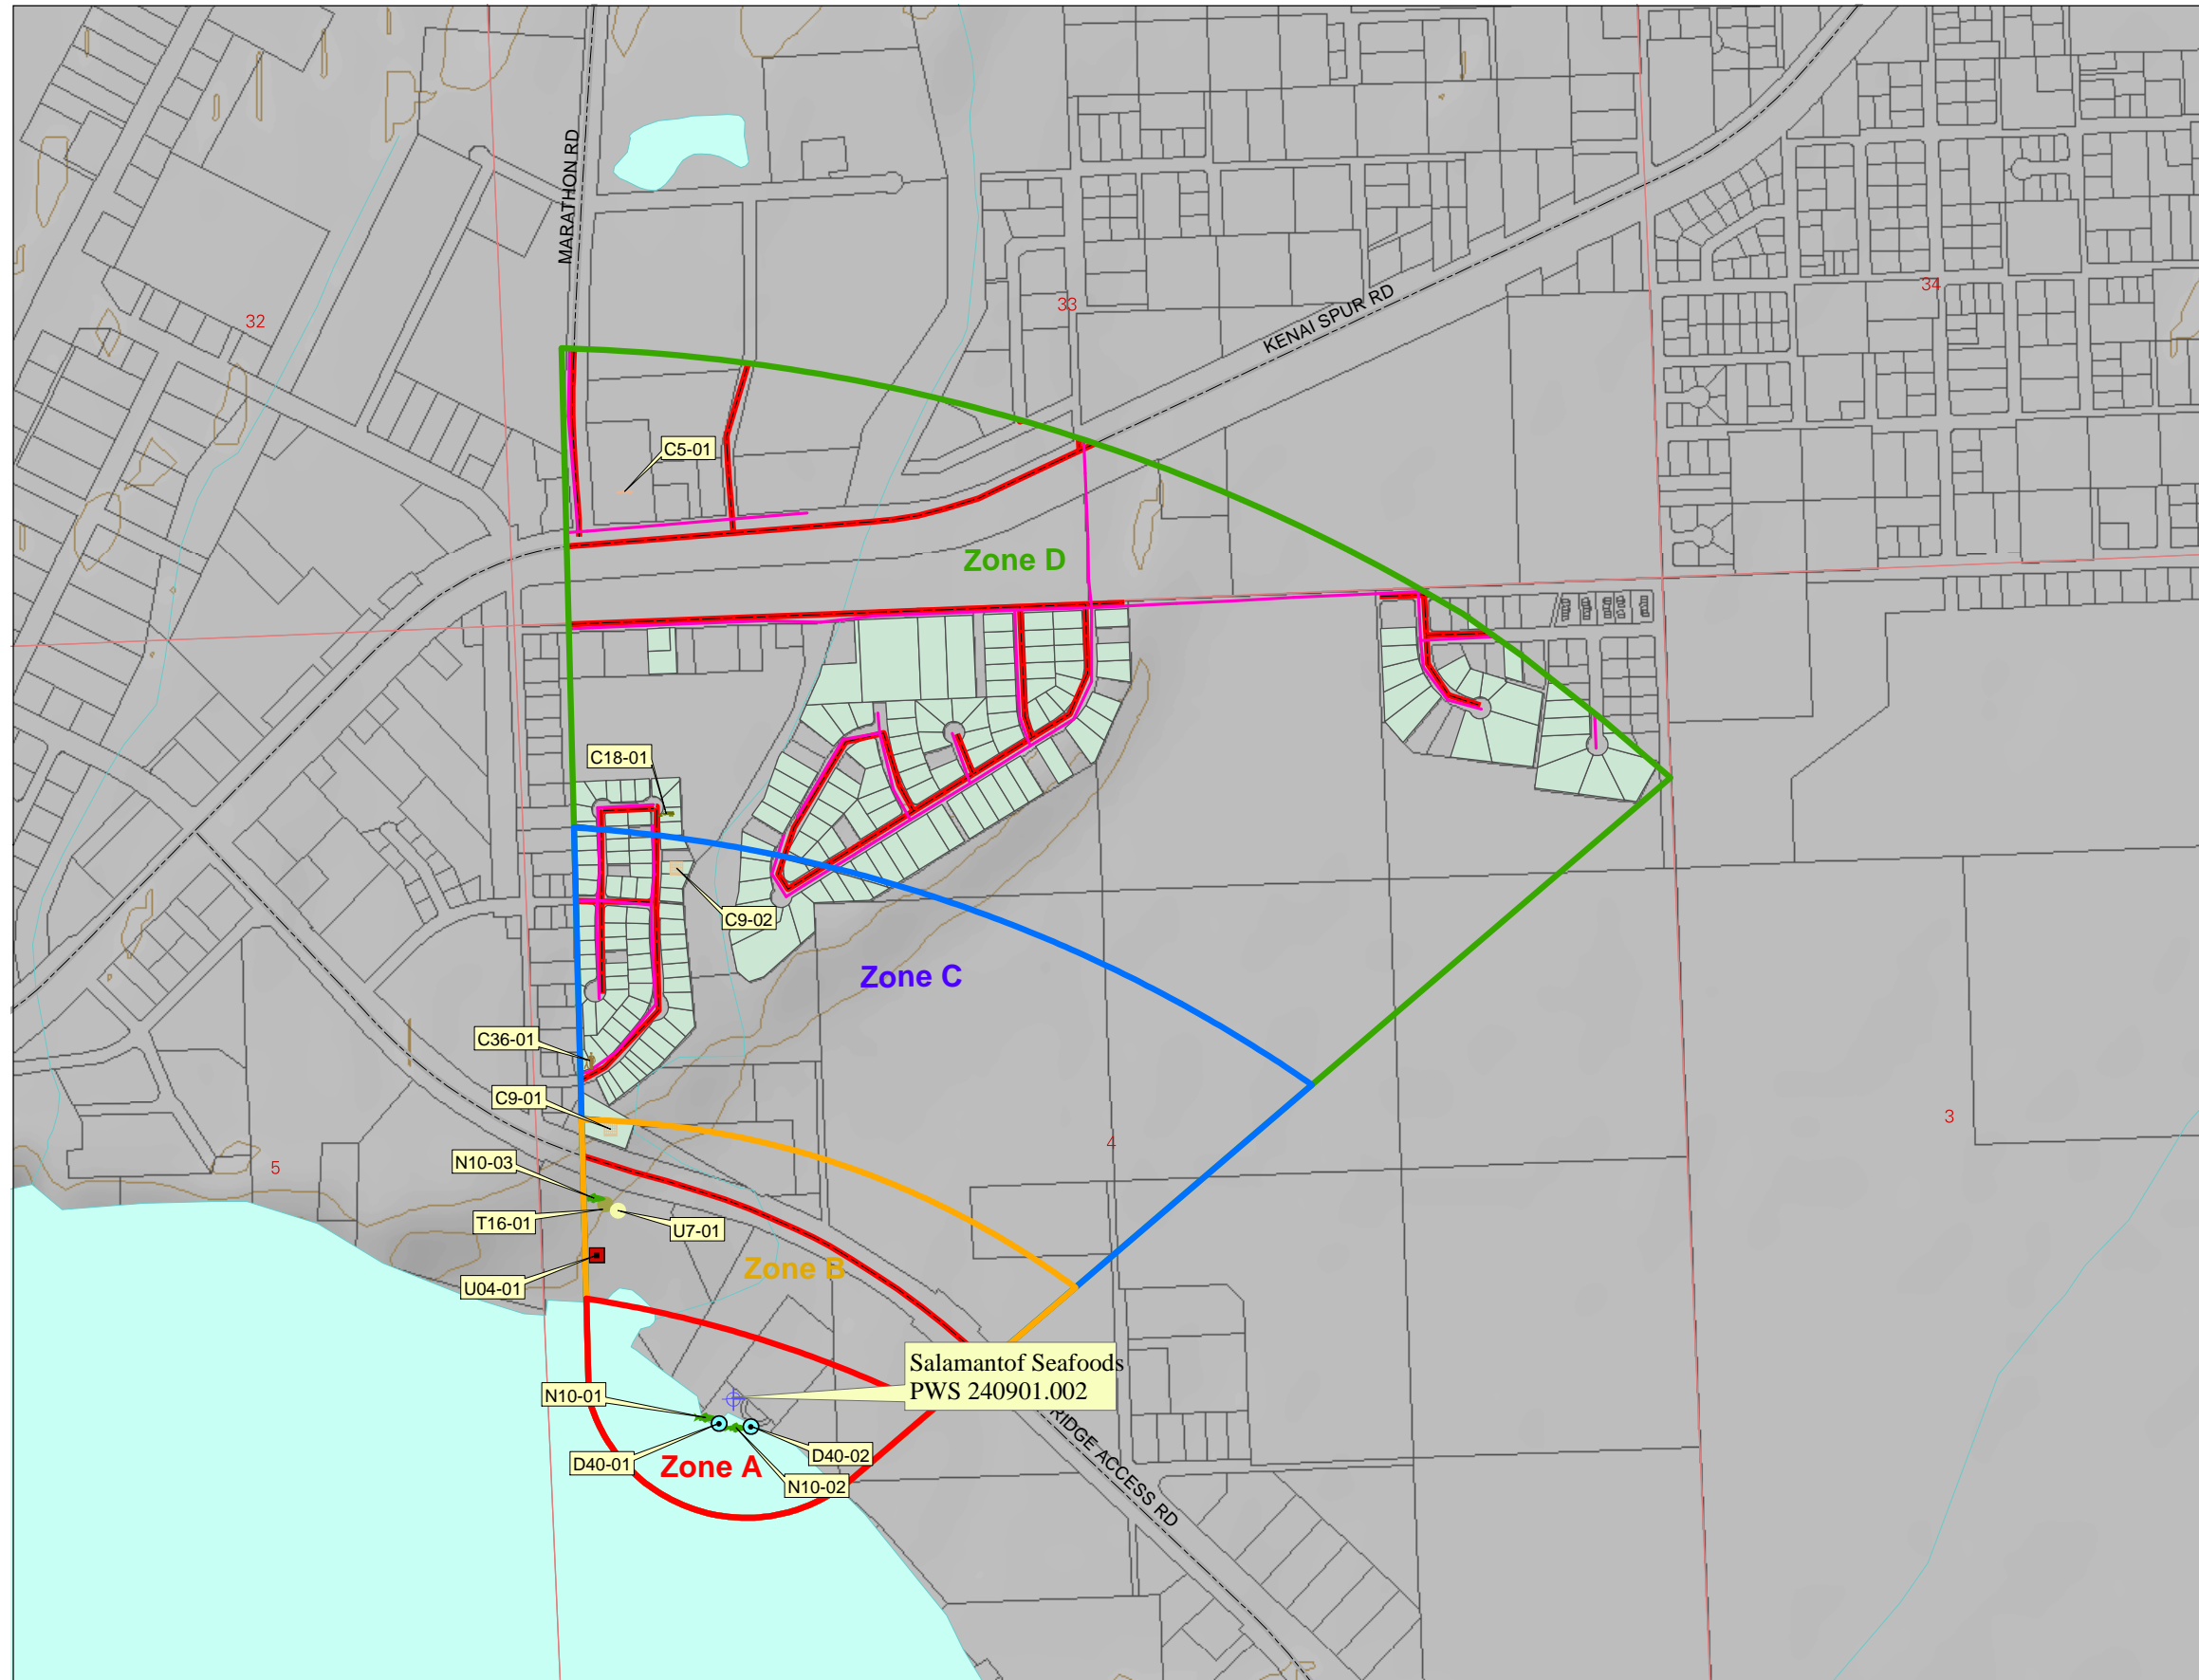 MARATHON RD
33
34
32
KENAI SPUR RD
C5-01
Zone D
C18-01
C9-02
Zone C
C36-01
C9-01
3
4
N10-03
5
T16-01
U7-01
Zone B
U04-01
Salamantof Seafoods
PWS 240901.002
N10-01
RIDGE ACCESS RD
D40-02
D40-01
Zone A
N10-02